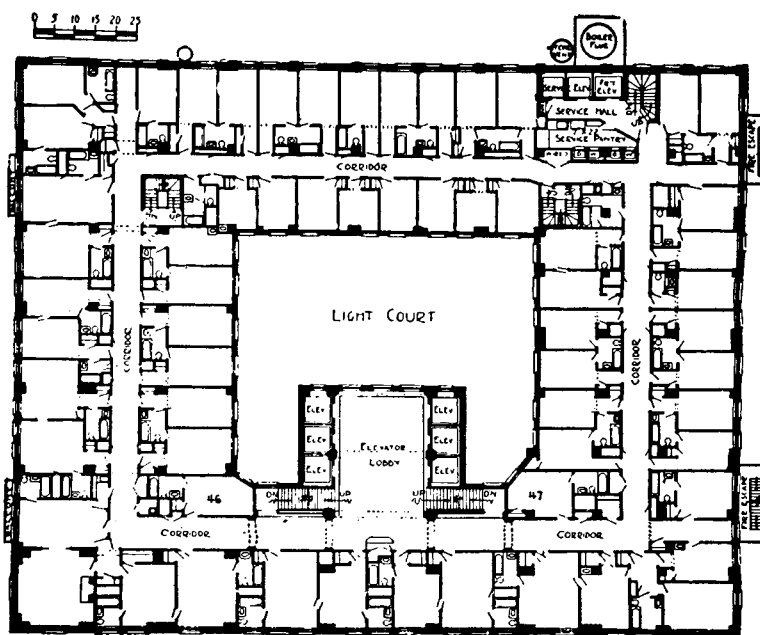 0 5 10 15 20 25
BOILER
FLUE
ELEV
FRT
ELEV
SERVICE HALL
UP
SERVICE PANTRY
FIRE ESCAPE
CORRIDOR
UP
LIGHT COURT
CORRIDOR
CORRIDOR
ELEV
ELEV
ELEV
ELEVATOR
LOBBY
ELEV
ELEV
ELEV
46
47
DN
UP
UP
DN
FIRE ESCAPE
CORRIDOR
CORRIDOR